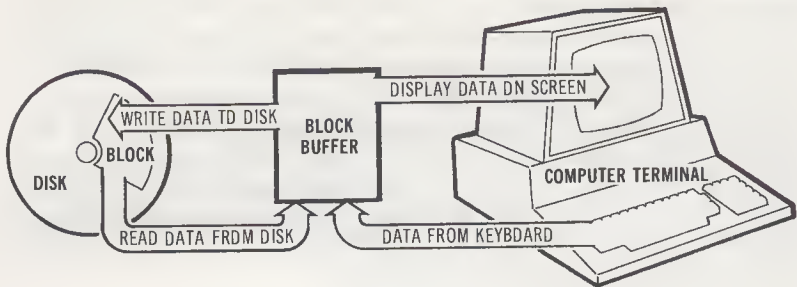 DISPLAY DATA DN SCREEN
WRITE DATA TD DISK
BLOCK
BUFFER
BLOCK
DISK
COMPUTER TERMINAL
READ DATA FRDM DISK
DATA FROM KEYBDARD